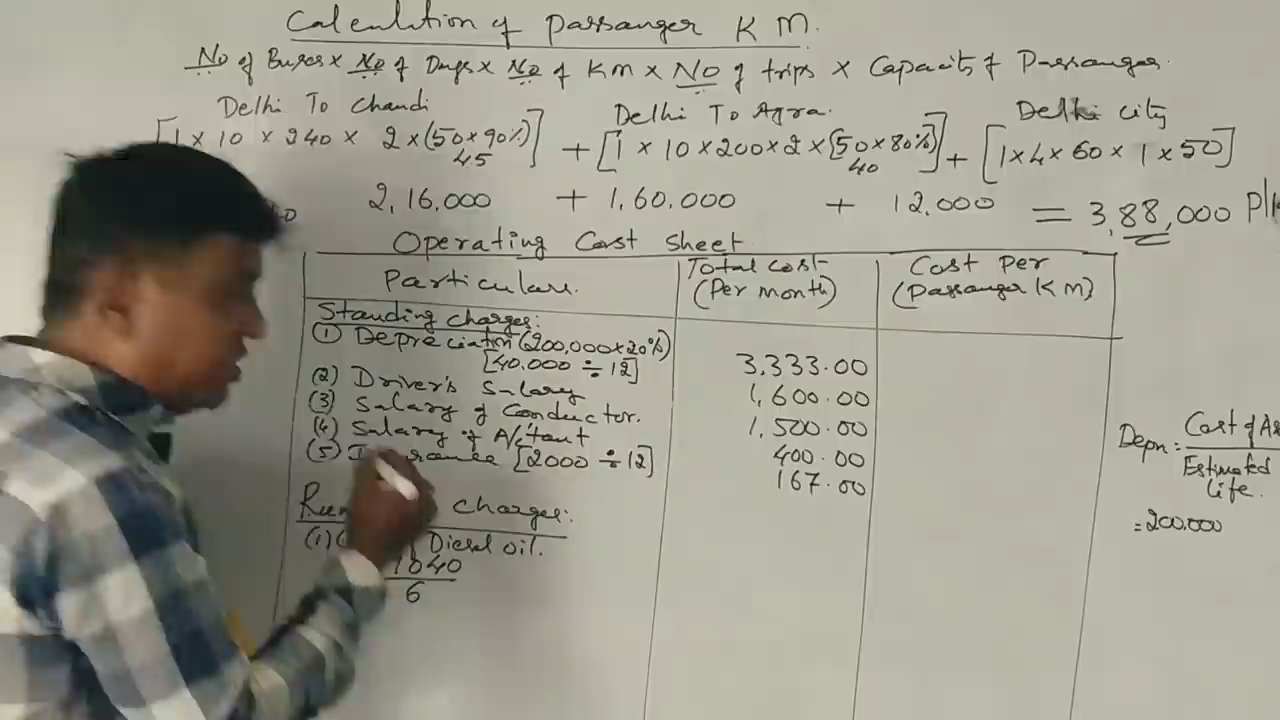 Calculation of Passanger K M.
No of Buses × No of Days × No of KM × No of trips × Capacity of Passanger.
Delhi To Chandi Delhi To Agra. Delhi city
[1 × 10 × 240 × 2 × (50×90%)] + [1 × 10 × 200 × 2 × (50×80%)] + [1×4×60×1×50]
45 40
2,16,000 + 1,60,000 + 12,000 = 3,88,000
Operating Cost Sheet
Particulars. Total cost (Per month) Cost Per (Passanger KM)
Standing charges:
(1) Depreciation (200,000×20%)
[40,000 ÷ 12] 3,333.00
(2) Driver's Salary 1,600.00
(3) Salary of Conductor. 1,500.00
(4) Salary of A/c'tant 400.00
(5) [2000 ÷ 12] 167.00
charges:
(1) Diesel oil.
1040
6
Depn = Cost of
Estimated
Life.
= 200,000